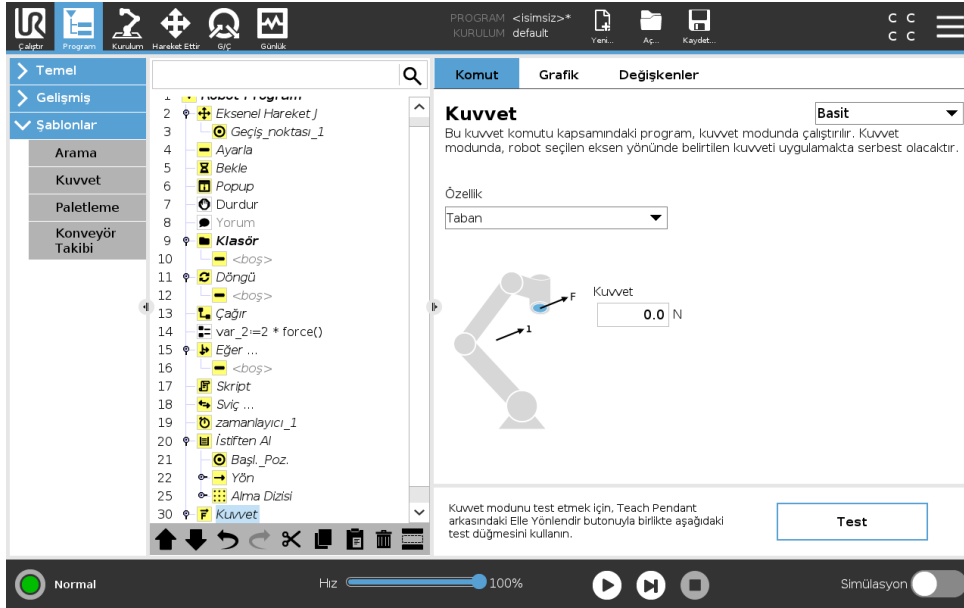 UR
PROGRAM <isimsiz>*
KURULUM default
C C
C C
Çalıştır
Program
Kurulum
Hareket Ettir
G/Ç
Günlük
Yeni...
Aç...
Kaydet...
Temel
Gelişmiş
Şablonlar
Arama
Kuvvet
Paletleme
Konveyör
Takibi
1 Robot Program
2 Eksenel Hareket J
3 Geçiş_noktası_1
4 Ayarla
5 Bekle
6 Popup
7 Durdur
8 Yorum
9 Klasör
10 <boş>
11 Döngü
12 <boş>
13 Çağır
14 var_2:=2 * force()
15 Eğer ...
16 <boş>
17 Skript
18 Sviç ...
19 zamanlayıcı_1
20 İstiften Al
21 Başl._Poz.
22 Yön
25 Alma Dizisi
30 Kuvvet
Komut
Grafik
Değişkenler
Kuvvet
Basit
Bu kuvvet komutu kapsamındaki program, kuvvet modunda çalıştırılır. Kuvvet
modunda, robot seçilen eksen yönünde belirtilen kuvveti uygulamakta serbest olacaktır.
Özellik
Taban
F
1
Kuvvet
0.0 N
Kuvvet modunu test etmek için, Teach Pendant
arkasındaki Elle Yönlendir butonuyla birlikte aşağıdaki
test düğmesini kullanın.
Test
Normal
Hız
100%
Simülasyon